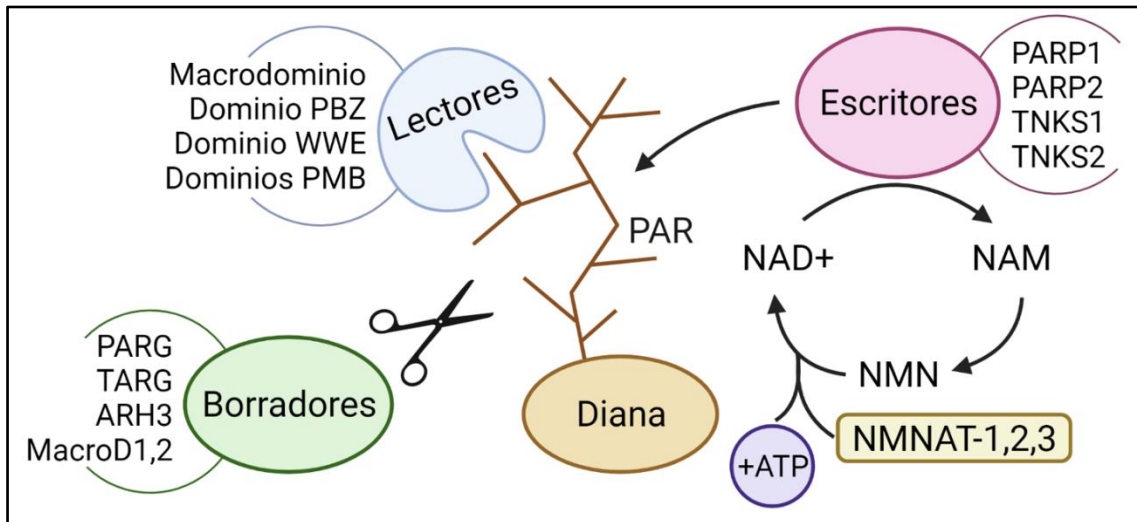 Macrodominio
Dominio PBZ
Dominio WWE
Dominios PMB
Lectores
Escritores
PARP1
PARP2
TNKS1
TNKS2
PAR
NAD+
NAM
NMN
NMNAT-1,2,3
+ATP
PARG
TARG
ARH3
MacroD1,2
Borradores
Diana